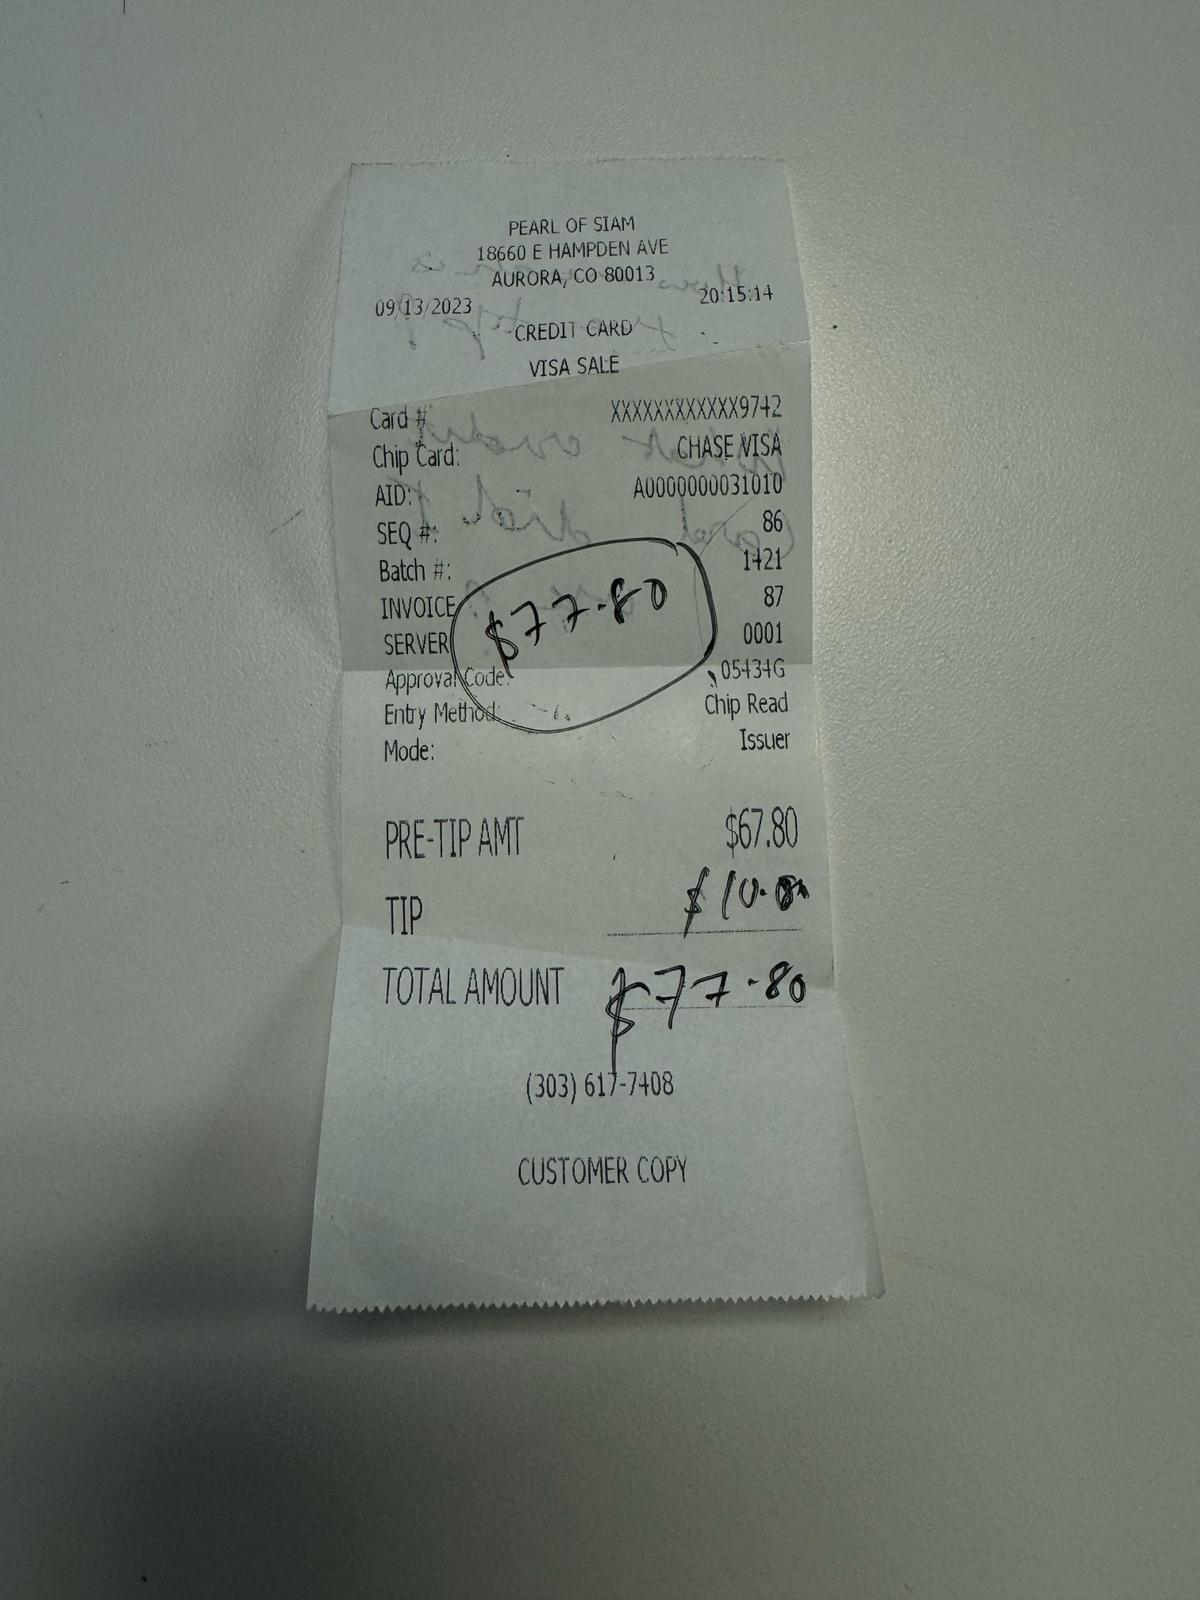 PEARL OF SIAM
18660 E HAMPDEN AVE
AURORA, CO 80013
09/13/2023 20:15:14
CREDIT CARD
VISA SALE
Card # XXXXXXXXXXXX9742
Chip Card: CHASE VISA
AID: A0000000031010
SEQ #: 86
Batch #: 1421
INVOICE 87
SERVER 0001
$77.80
Approval Code: 05434G
Entry Method: Chip Read
Mode: Issuer
PRE-TIP AMT $67.80
TIP $10.00
TOTAL AMOUNT $77.80
(303) 617-7408
CUSTOMER COPY